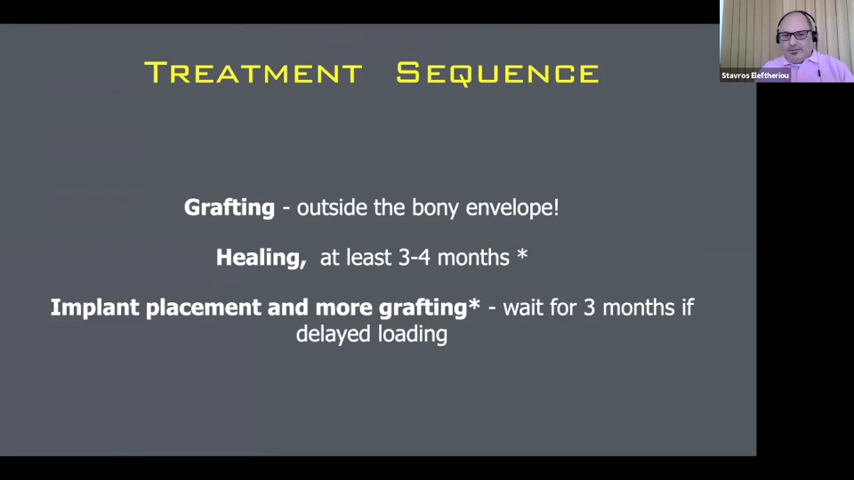 TREATMENT SEQUENCE
Stavros Eleftheriou
Grafting - outside the bony envelope!
Healing, at least 3-4 months *
Implant placement and more grafting* - wait for 3 months if
delayed loading